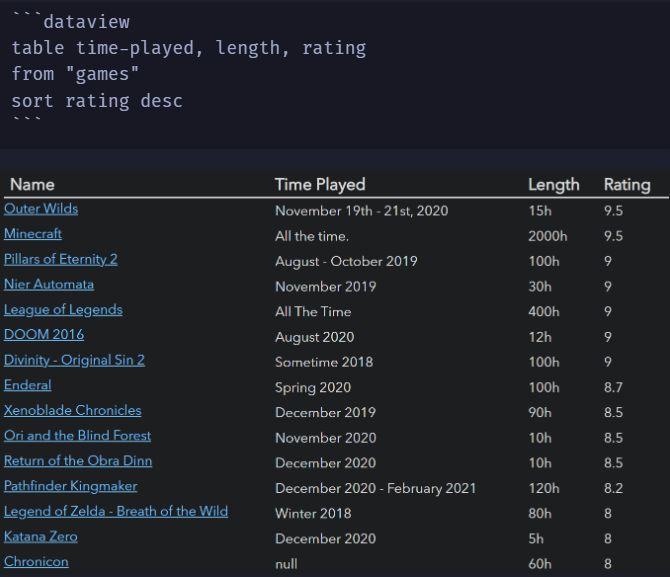 ```dataview
table time-played, length, rating
from "games"
sort rating desc
```
Name Time Played Length Rating
Outer Wilds November 19th - 21st, 2020 15h 9.5
Minecraft All the time. 2000h 9.5
Pillars of Eternity 2 August - October 2019 100h 9
Nier Automata November 2019 30h 9
League of Legends All The Time 400h 9
DOOM 2016 August 2020 12h 9
Divinity - Original Sin 2 Sometime 2018 100h 9
Enderal Spring 2020 100h 8.7
Xenoblade Chronicles December 2019 90h 8.5
Ori and the Blind Forest November 2020 10h 8.5
Return of the Obra Dinn December 2020 10h 8.5
Pathfinder Kingmaker December 2020 - February 2021 120h 8.2
Legend of Zelda - Breath of the Wild Winter 2018 80h 8
Katana Zero December 2020 5h 8
Chronicon null 60h 8